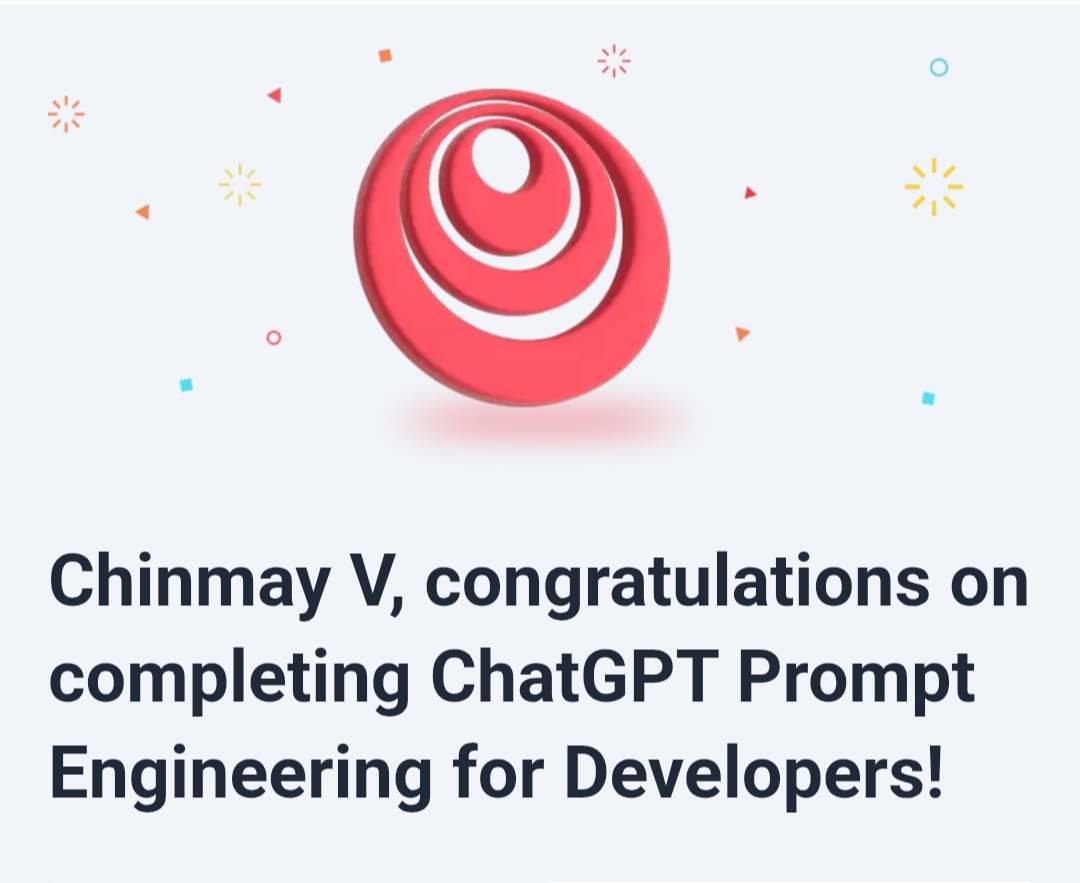 Chinmay V, congratulations on
completing ChatGPT Prompt
Engineering for Developers!